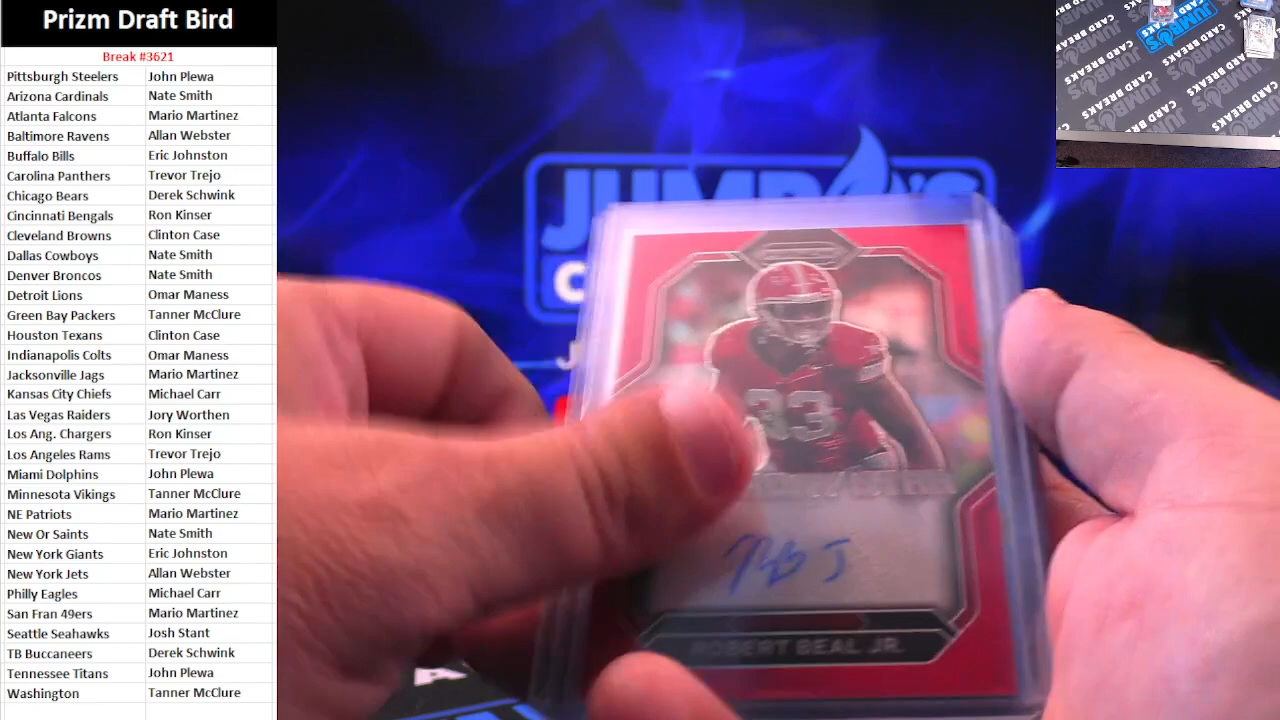 Prizm Draft Bird
Break #3621
Pittsburgh Steelers John Plewa
Arizona Cardinals Nate Smith
Atlanta Falcons Mario Martinez
Baltimore Ravens Allan Webster
Buffalo Bills Eric Johnston
Carolina Panthers Trevor Trejo
Chicago Bears Derek Schwink
Cincinnati Bengals Ron Kinser
Cleveland Browns Clinton Case
Dallas Cowboys Nate Smith
Denver Broncos Nate Smith
Detroit Lions Omar Maness
Green Bay Packers Tanner McClure
Houston Texans Clinton Case
Indianapolis Colts Omar Maness
Jacksonville Jags Mario Martinez
Kansas City Chiefs Michael Carr
Las Vegas Raiders Jory Worthen
Los Ang. Chargers Ron Kinser
Los Angeles Rams Trevor Trejo
Miami Dolphins John Plewa
Minnesota Vikings Tanner McClure
NE Patriots Mario Martinez
New Or Saints Nate Smith
New York Giants Eric Johnston
New York Jets Allan Webster
Philly Eagles Michael Carr
San Fran 49ers Mario Martinez
Seattle Seahawks Josh Stant
TB Buccaneers Derek Schwink
Tennessee Titans John Plewa
Washington Tanner McClure
JUMBO'S
33
ROBERT BEAL JR.
JUMBO'S
CARD BREAKS